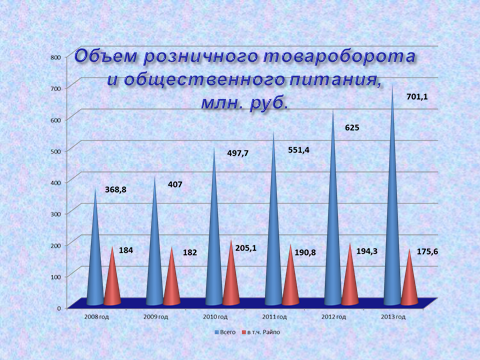 Объем розничного товароборота
и общественного питания,
млн. руб.
800
700
600
500
400
300
200
100
0
368,8
184
407
182
497,7
205,1
551,4
190,8
625
194,3
701,1
175,6
2008 год
2009 год
2010 год
2011 год
2012 год
2013 год
Всего
в т.ч. Райпо